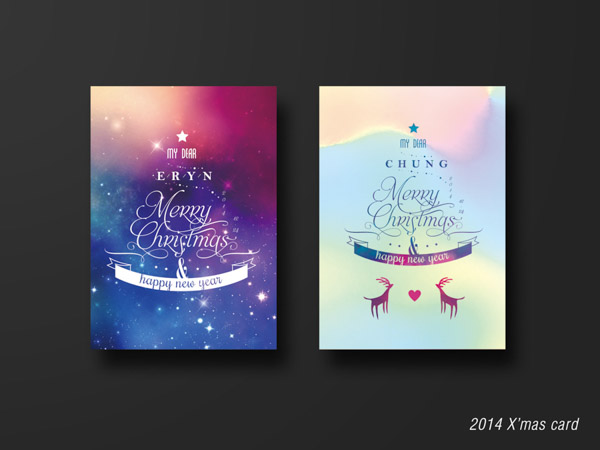 MY DEAR
ERYN
Merry
Christmas
&
happy new year
MY DEAR
CHUNG
Merry
Christmas
&
happy new year
2014 X'mas card